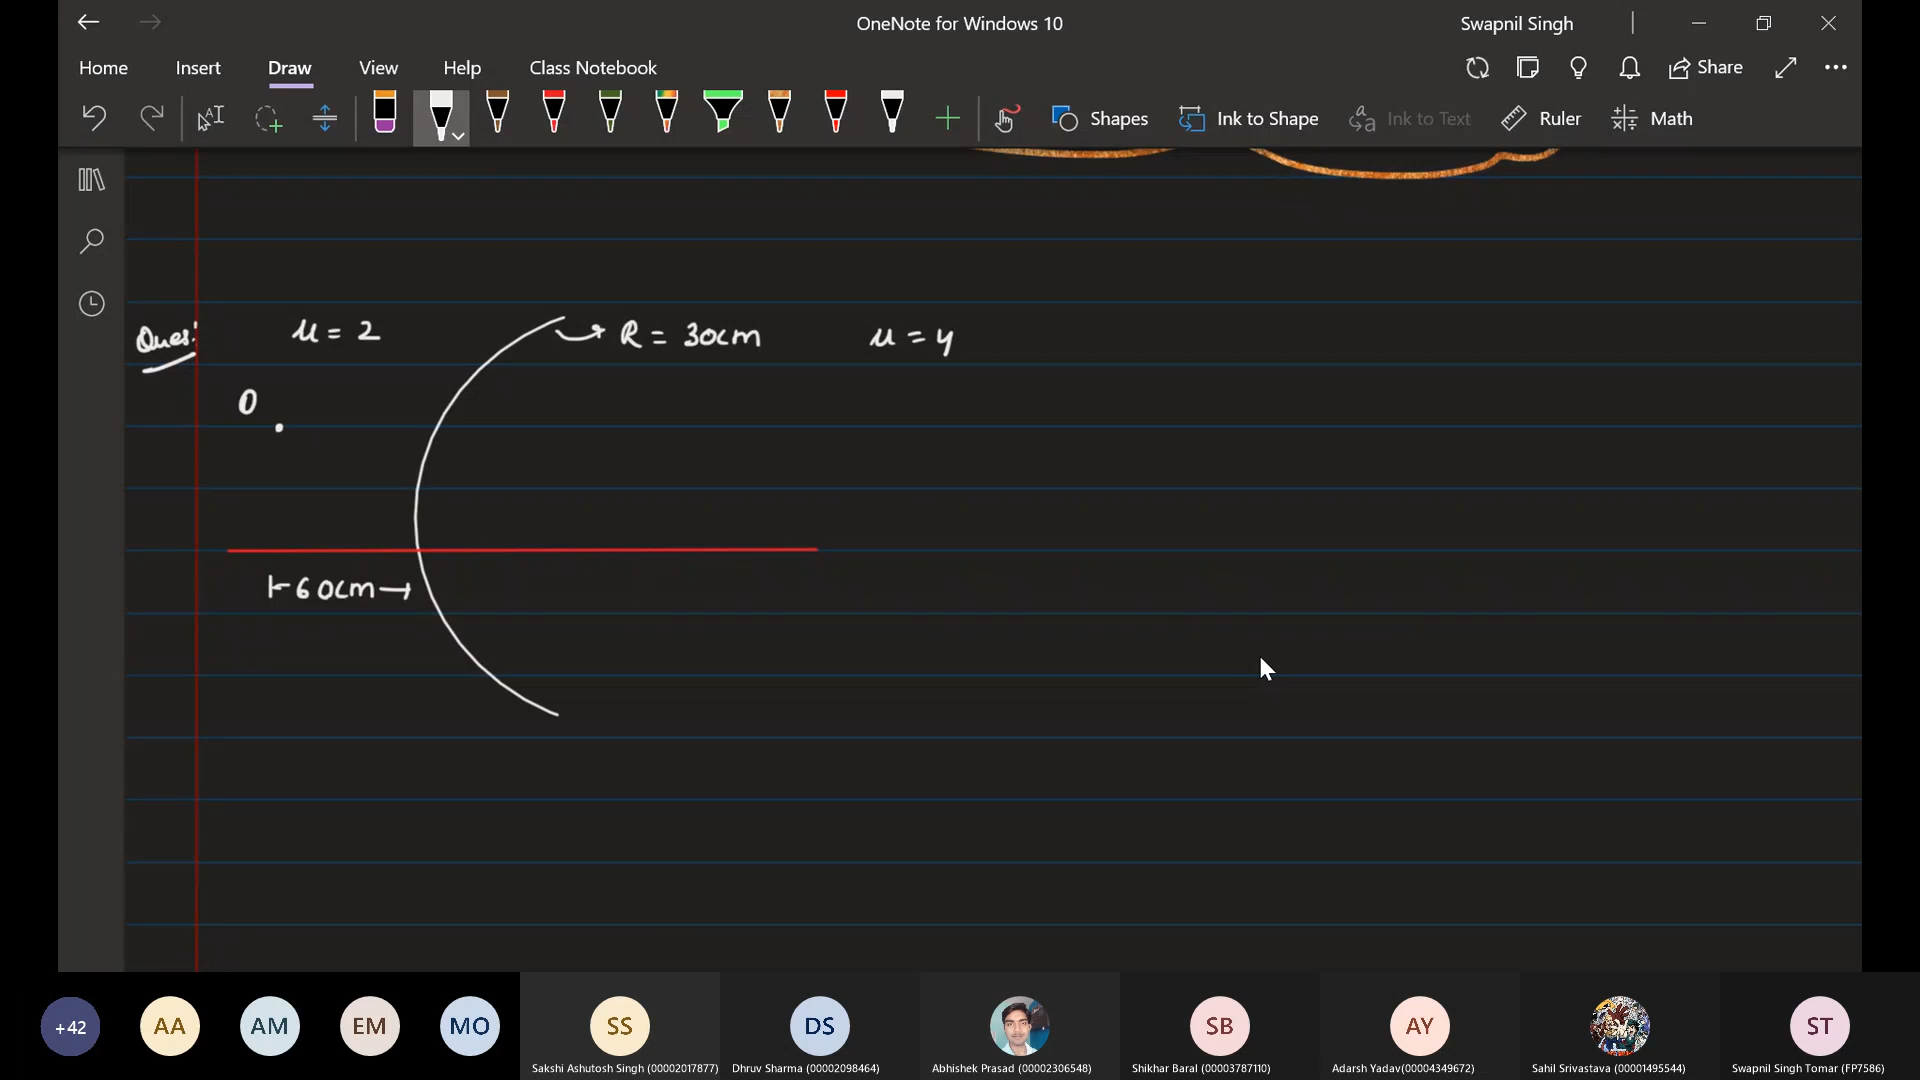 OneNote for Windows 10
Swapnil Singh
Home Insert Draw View Help Class Notebook
Share
Shapes Ink to Shape Ink to Text Ruler Math
Ques: μ = 2 R = 30cm μ = 4
O
60cm
+42 AA AM EM MO SS DS SB AY ST
Sakshi Ashutosh Singh (00002017877) Dhruv Sharma (00002098464) Abhishek Prasad (00002306548) Shikhar Baral (00003787110) Adarsh Yadav(00004349672) Sahil Srivastava (00001495544) Swapnil Singh Tomar (FP7586)